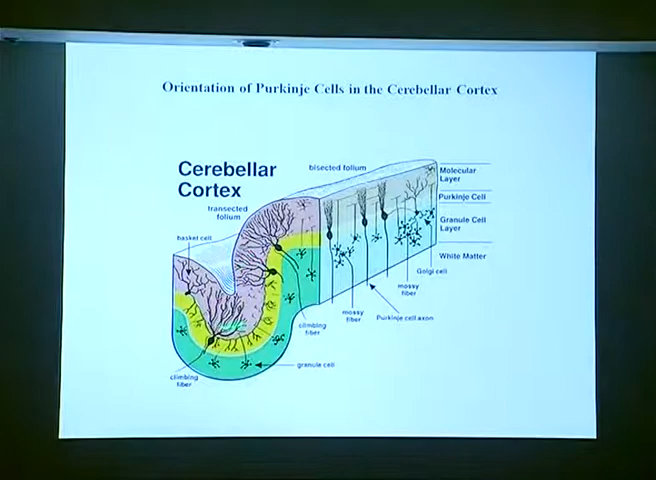 Orientation of Purkinje Cells in the Cerebellar Cortex
Cerebellar
Cortex
bisected folium
transected
folium
basket cell
Molecular
Layer
Purkinje Cell
Granule Cell
Layer
White Matter
Golgi cell
mossy
fiber
mossy
fiber
Purkinje cell axon
climbing
fiber
granule cell
climbing
fiber